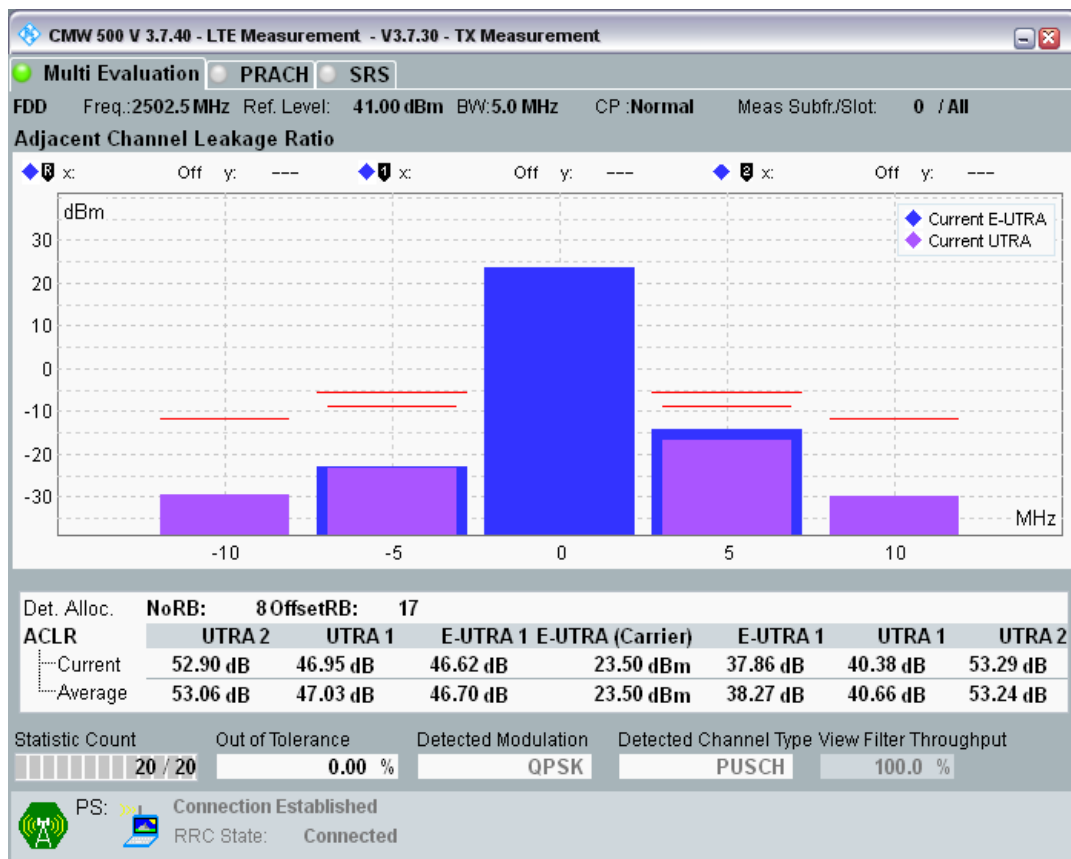 CMW 500 V 3.7.40 - LTE Measurement - V3.7.30 - TX Measurement
Multi Evaluation PRACH SRS
FDD Freq.:2502.5 MHz Ref. Level: 41.00 dBm BW:5.0 MHz CP :Normal Meas Subfr./Slot: 0 / All
Adjacent Channel Leakage Ratio
R x: Off y: --- 1 x: Off y: --- 2 x: Off y: ---
dBm
Current E-UTRA
Current UTRA
30
20
10
0
-10
-20
-30
MHz
-10 -5 0 5 10
Det. Alloc. NoRB: 8 OffsetRB: 17
ACLR UTRA 2 UTRA 1 E-UTRA 1 E-UTRA (Carrier) E-UTRA 1 UTRA 1 UTRA 2
Current 52.90 dB 46.95 dB 46.62 dB 23.50 dBm 37.86 dB 40.38 dB 53.29 dB
Average 53.06 dB 47.03 dB 46.70 dB 23.50 dBm 38.27 dB 40.66 dB 53.24 dB
Statistic Count Out of Tolerance Detected Modulation Detected Channel Type View Filter Throughput
20 / 20 0.00 % QPSK PUSCH 100.0 %
PS: Connection Established
RRC State: Connected